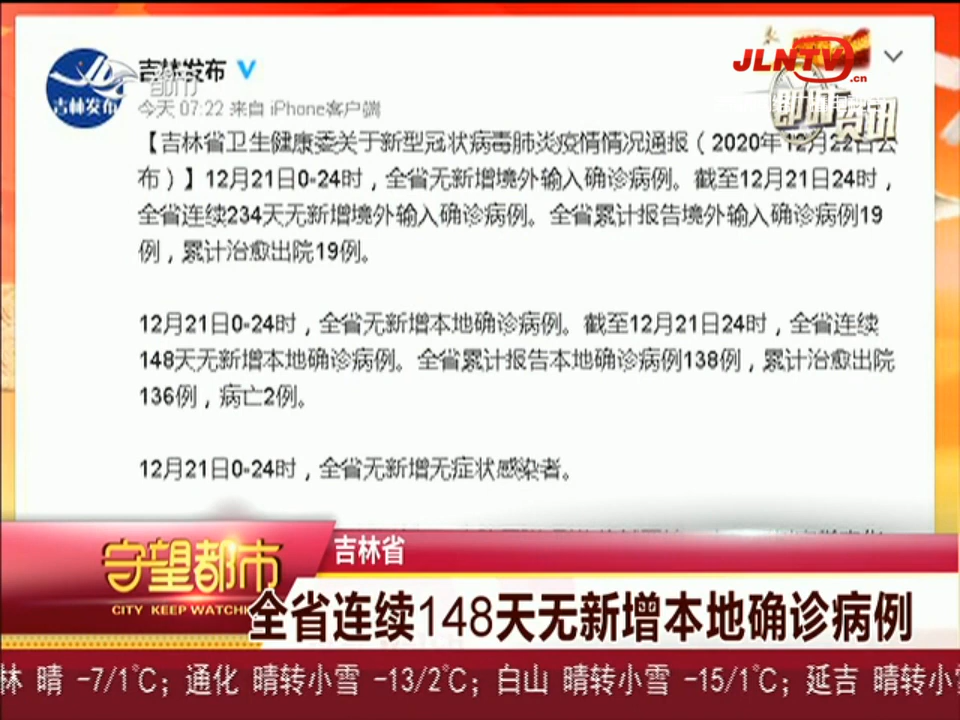 吉林发布
JLNTV.cn
都市
即时资讯
吉林发布
今天 07:22 来自 iPhone客户端
【吉林省卫生健康委关于新型冠状病毒肺炎疫情情况通报（2020年12月22日公
布）】12月21日0-24时，全省无新增境外输入确诊病例。截至12月21日24时，
全省连续234天无新增境外输入确诊病例。全省累计报告境外输入确诊病例19
例，累计治愈出院19例。
12月21日0-24时，全省无新增本地确诊病例。截至12月21日24时，全省连续
148天无新增本地确诊病例。全省累计报告本地确诊病例138例，累计治愈出院
136例，病亡2例。
12月21日0-24时，全省无新增无症状感染者。
守望都市
CITY KEEP WATCH
吉林省
全省连续148天无新增本地确诊病例
林 晴 -7/1℃；通化 晴转小雪 -13/2℃；白山 晴转小雪 -15/1℃；延吉 晴转小雪